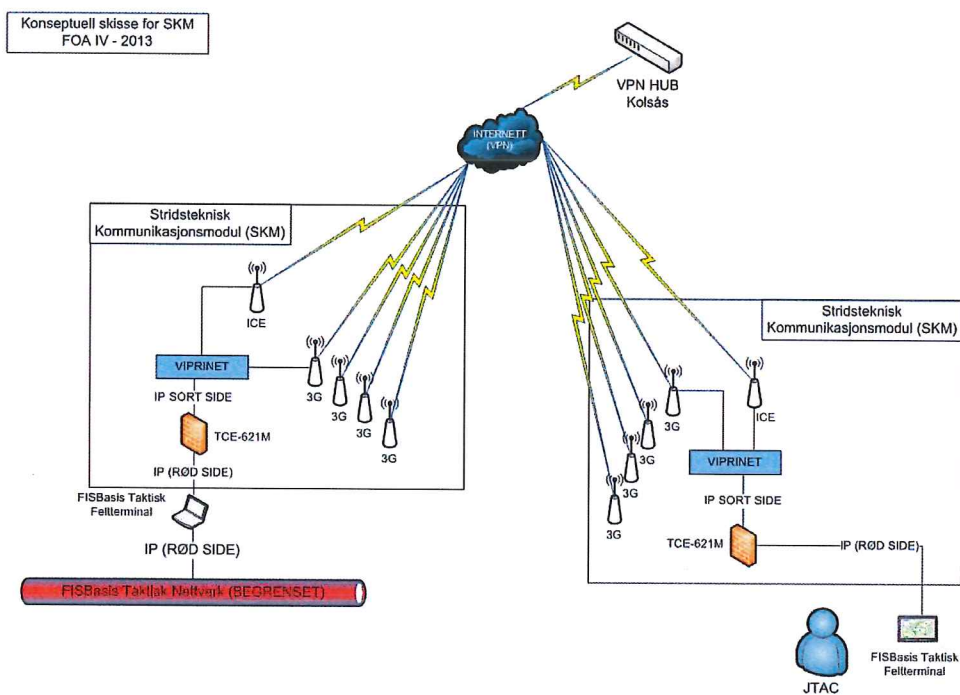 Konseptuell skisse for SKM
FOA IV - 2013
VPN HUB
Kolsås
INTERNETT
(VPN)
Stridsteknisk
Kommunikasjonsmodul (SKM)
ICE
VIPRINET
3G
3G
3G
3G
IP SORT SIDE
TCE-621M
IP (RØD SIDE)
FISBasis Taktisk
Feltterminal
IP (RØD SIDE)
FISBasis Taktisk Nettverk (BEGRENSET)
Stridsteknisk
Kommunikasjonsmodul (SKM)
3G
ICE
3G
3G
3G
VIPRINET
IP SORT SIDE
TCE-621M
IP (RØD SIDE)
JTAC
FISBasis Taktisk
Feltterminal